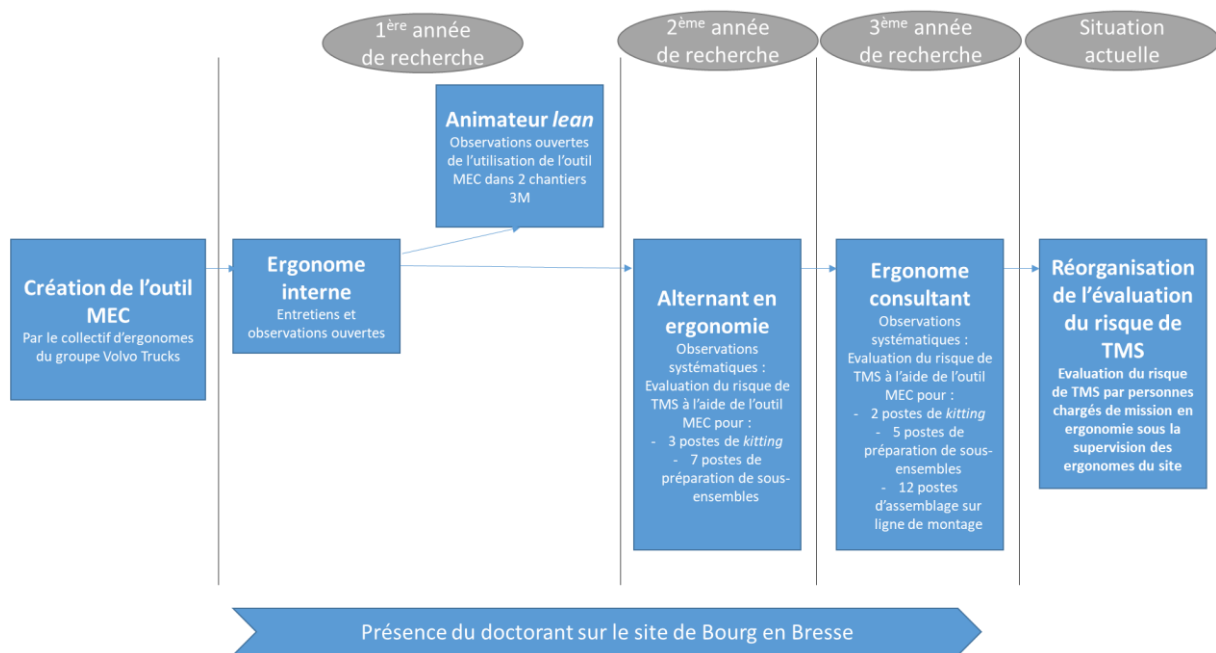 1ère année
de recherche
2ème année
de recherche
3ème année
de recherche
Situation
actuelle
Animateur lean
Observations ouvertes
de l'utilisation de l'outil
MEC dans 2 chantiers
3M
Création de l'outil
MEC
Par le collectif d'ergonomes
du groupe Volvo Trucks
Ergonome
interne
Entretiens et
observations ouvertes
Alternant en
ergonomie
Observations
systématiques :
Evaluation du risque de
TMS à l'aide de l'outil
MEC pour :
- 3 postes de kitting
- 7 postes de
préparation de sous-
ensembles
Ergonome
consultant
Observations
systématiques :
Evaluation du risque de
TMS à l'aide de l'outil
MEC pour :
- 2 postes de kitting
- 5 postes de
préparation de sous-
ensembles
- 12 postes
d'assemblage sur
ligne de montage
Réorganisation
de l'évaluation
du risque de
TMS
Evaluation du risque
de TMS par personnes
chargés de mission en
ergonomie sous la
supervision des
ergonomes du site
Présence du doctorant sur le site de Bourg en Bresse